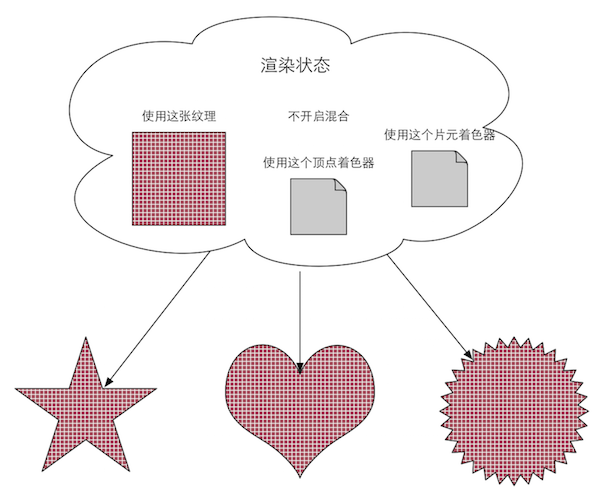 渲染状态
使用这张纹理
不开启混合
使用这个片元着色器
使用这个顶点着色器